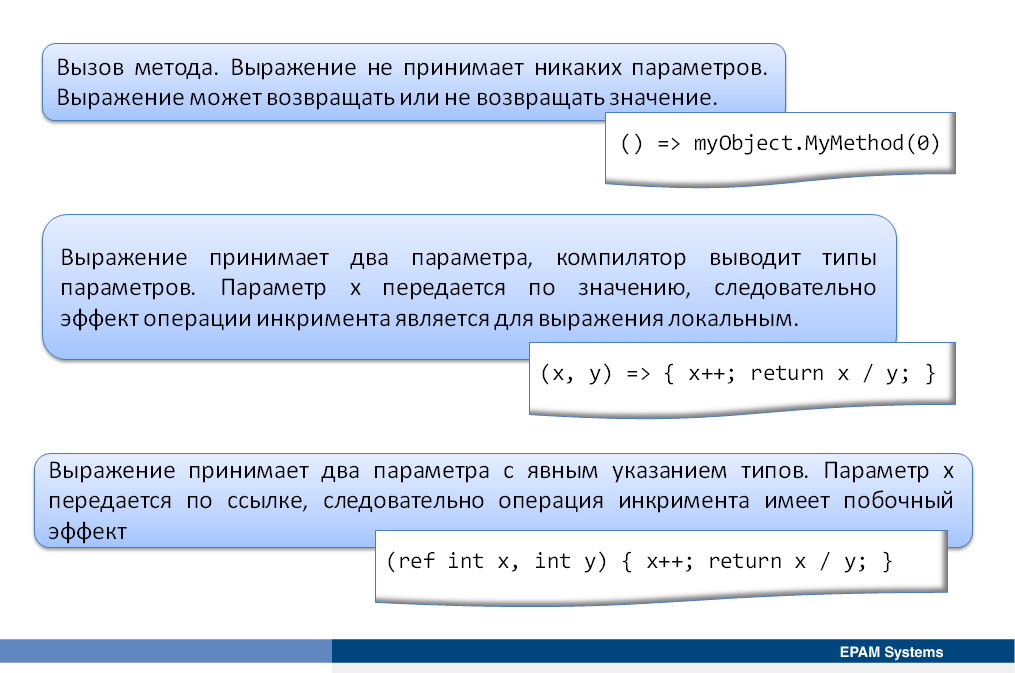 Вызов метода. Выражение не принимает никаких параметров.
Выражение может возвращать или не возвращать значение.
() => myObject.MyMethod(0)
Выражение принимает два параметра, компилятор выводит типы
параметров. Параметр x передается по значению, следовательно
эффект операции инкримента является для выражения локальным.
(x, y) => { x++; return x / y; }
Выражение принимает два параметра с явным указанием типов. Параметр x
передается по ссылке, следовательно операция инкримента имеет побочный
эффект
(ref int x, int y) { x++; return x / y; }
EPAM Systems